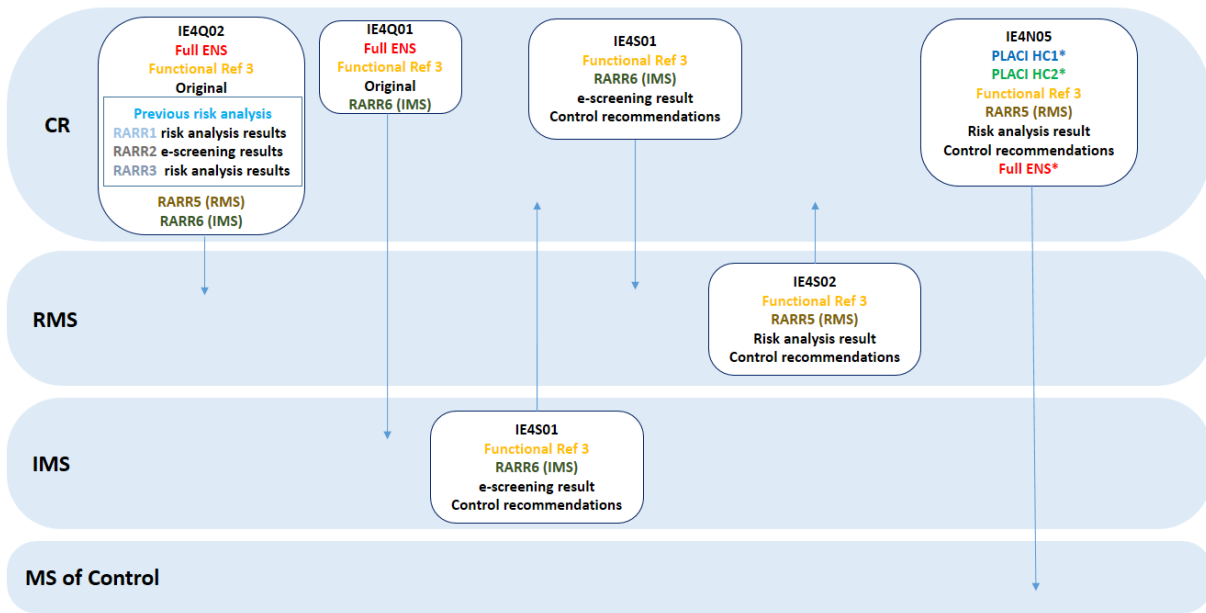 CR
IE4Q02
Full ENS
Functional Ref 3
Original
Previous risk analysis
RARR1 risk analysis results
RARR2 e-screening results
RARR3 risk analysis results
RARR5 (RMS)
RARR6 (IMS)
IE4Q01
Full ENS
Functional Ref 3
Original
RARR6 (IMS)
IE4S01
Functional Ref 3
RARR6 (IMS)
e-screening result
Control recommendations
IE4N05
PLACI HC1*
PLACI HC2*
Functional Ref 3
RARR5 (RMS)
Risk analysis result
Control recommendations
Full ENS*
RMS
IE4S02
Functional Ref 3
RARR5 (RMS)
Risk analysis result
Control recommendations
IMS
IE4S01
Functional Ref 3
RARR6 (IMS)
e-screening result
Control recommendations
MS of Control